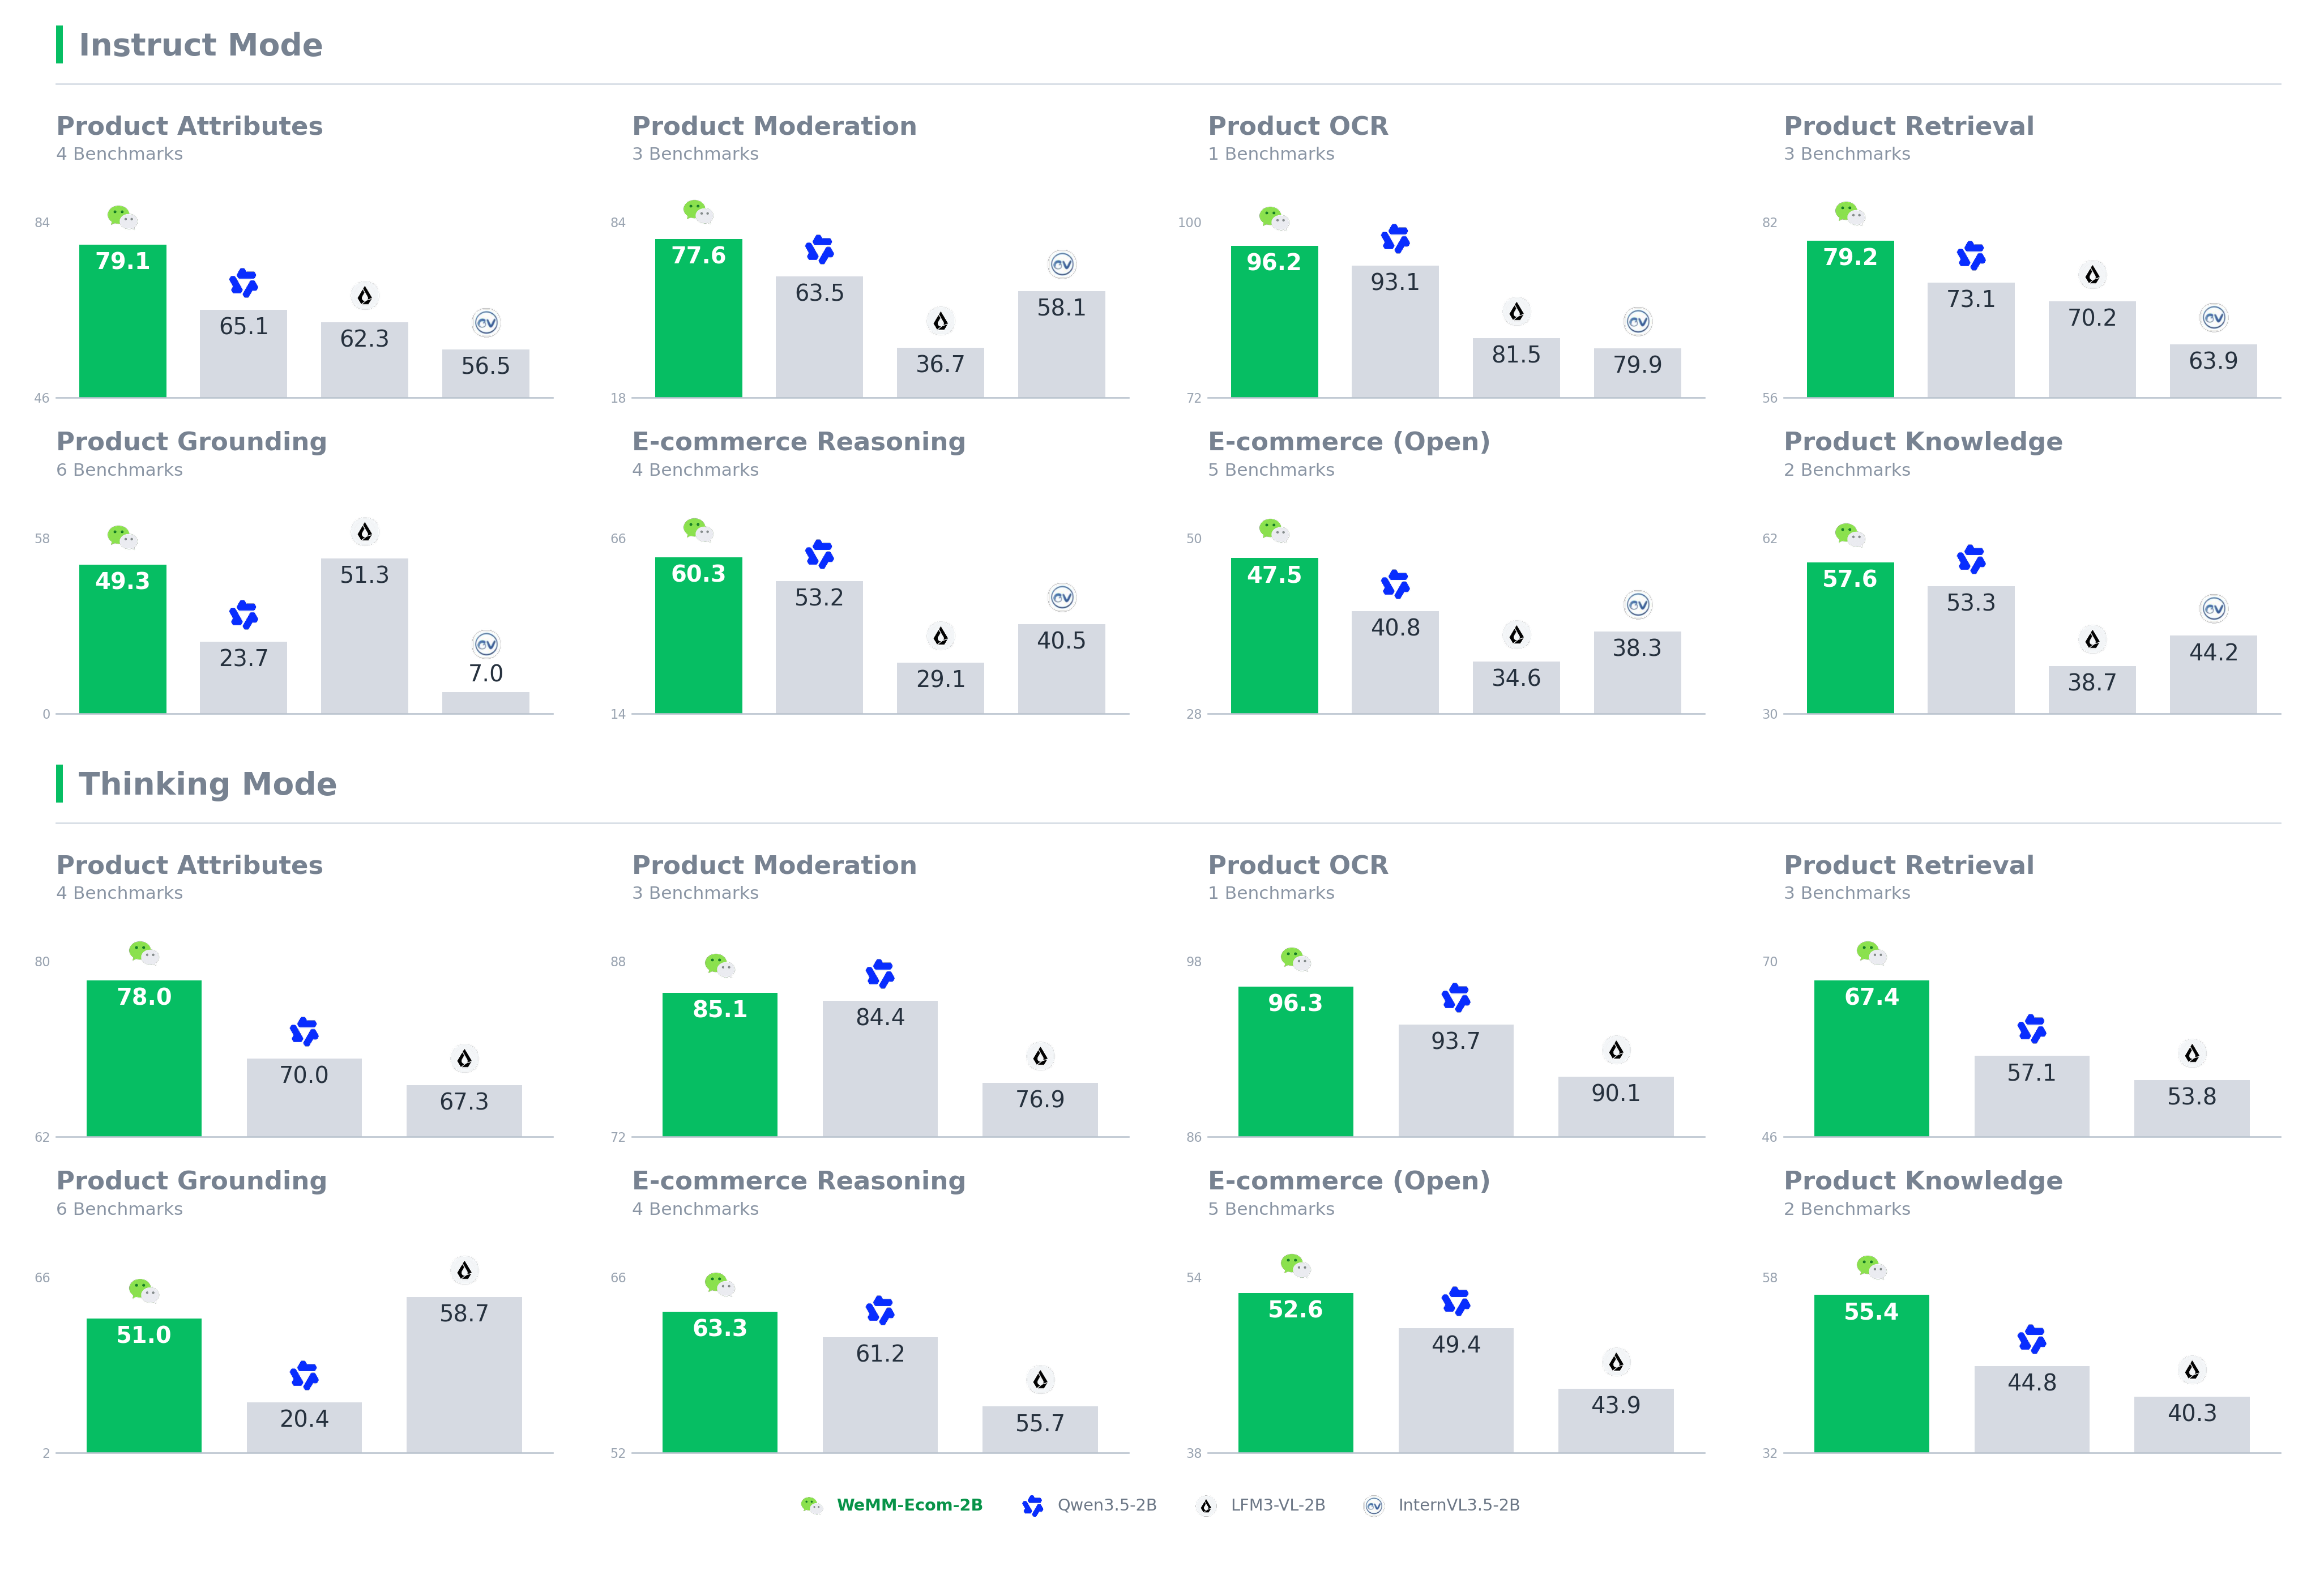 Instruct Mode
Product Attributes
4 Benchmarks
84
79.1
65.1
62.3
56.5
46
Product Moderation
3 Benchmarks
84
77.6
63.5
36.7
58.1
18
Product OCR
1 Benchmarks
100
96.2
93.1
81.5
79.9
72
Product Retrieval
3 Benchmarks
82
79.2
73.1
70.2
63.9
56
Product Grounding
6 Benchmarks
58
49.3
23.7
51.3
7.0
0
E-commerce Reasoning
4 Benchmarks
66
60.3
53.2
29.1
40.5
14
E-commerce (Open)
5 Benchmarks
50
47.5
40.8
34.6
38.3
28
Product Knowledge
2 Benchmarks
62
57.6
53.3
38.7
44.2
30
Thinking Mode
Product Attributes
4 Benchmarks
80
78.0
70.0
67.3
62
Product Moderation
3 Benchmarks
88
85.1
84.4
76.9
72
Product OCR
1 Benchmarks
98
96.3
93.7
90.1
86
Product Retrieval
3 Benchmarks
70
67.4
57.1
53.8
46
Product Grounding
6 Benchmarks
66
51.0
20.4
58.7
2
E-commerce Reasoning
4 Benchmarks
66
63.3
61.2
55.7
52
E-commerce (Open)
5 Benchmarks
54
52.6
49.4
43.9
38
Product Knowledge
2 Benchmarks
58
55.4
44.8
40.3
32
WeMM-Ecom-2B Qwen3.5-2B LFM3-VL-2B InternVL3.5-2B